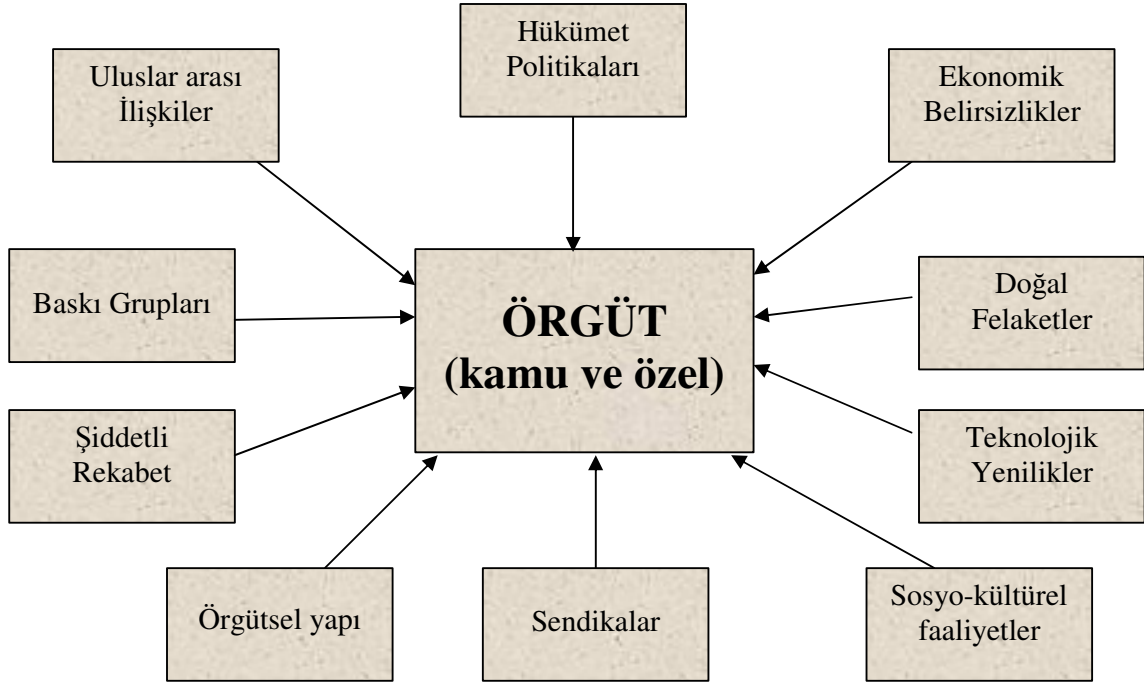 Hükümet
Politikaları
Uluslar arası
İlişkiler
Ekonomik
Belirsizlikler
Baskı Grupları
ÖRGÜT
(kamu ve özel)
Doğal
Felaketler
Şiddetli
Rekabet
Teknolojik
Yenilikler
Örgütsel yapı
Sendikalar
Sosyo-kültürel
faaliyetler